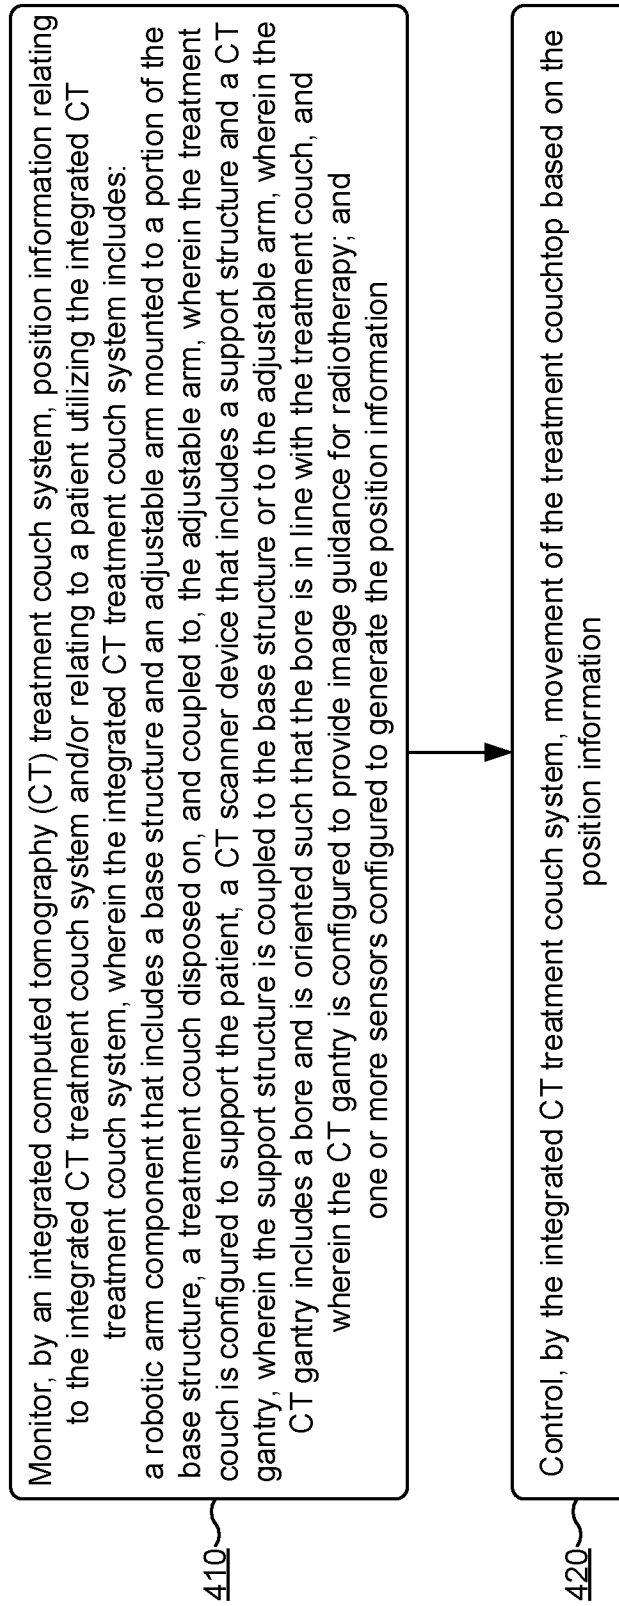 Monitor, by an integrated computed tomography (CT) treatment couch system, position information relating
to the integrated CT treatment couch system and/or relating to a patient utilizing the integrated CT
treatment couch system, wherein the integrated CT treatment couch system includes:
a robotic arm component that includes a base structure and an adjustable arm mounted to a portion of the
base structure, a treatment couch disposed on, and coupled to, the adjustable arm, wherein the treatment
couch is configured to support the patient, a CT scanner device that includes a support structure and a CT
gantry, wherein the support structure is coupled to the base structure or to the adjustable arm, wherein the
CT gantry includes a bore and is oriented such that the bore is in line with the treatment couch, and
wherein the CT gantry is configured to provide image guidance for radiotherapy; and
one or more sensors configured to generate the position information
410
Control, by the integrated CT treatment couch system, movement of the treatment couchtop based on the
position information
420